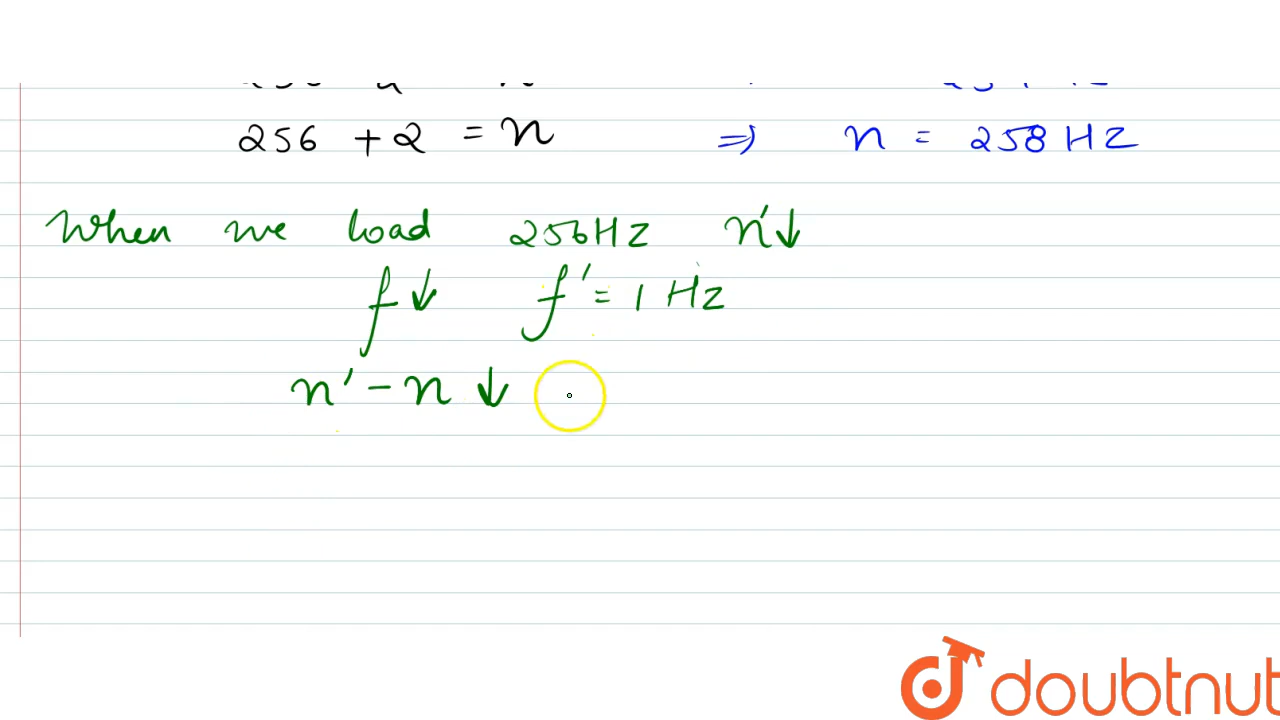 256 + 2 = n ⇒ n = 258 HZ
When we load 256HZ n'↓
f ↓ f' = 1 HZ
n' - n ↓
doubtnut